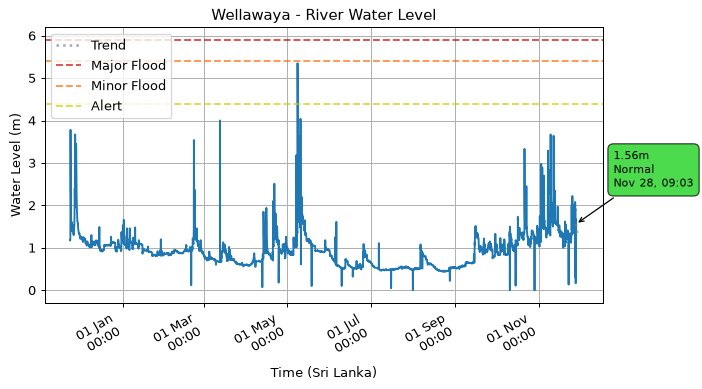 Wellawaya - River Water Level
6
5
4
3
2
1
0
Water Level (m)
Trend
Major Flood
Minor Flood
Alert
1.56m
Normal
Nov 28, 09:03
01 Jan
00:00
01 Mar
00:00
01 May
00:00
01 Jul
00:00
01 Sep
00:00
01 Nov
00:00
Time (Sri Lanka)